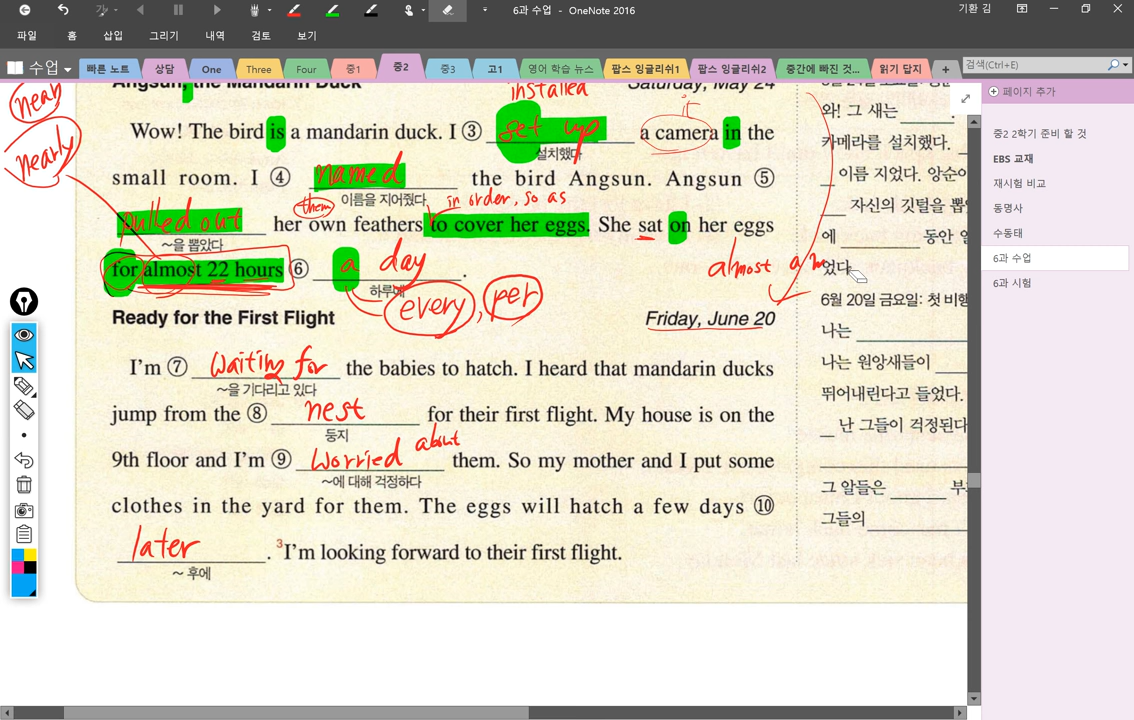 6과 수업 - OneNote 2016
기환 김
파일 홈 삽입 그리기 내역 검토 보기
수업 빠른 노트 상담 One Three Four 중1 중2 중3 고1 영어 학습 뉴스 팝스 잉글리쉬1 팝스 잉글리쉬2 중간에 빠진 것... 읽기 답지 + 검색(Ctrl+E)
페이지 추가
중2 2학기 준비 할 것
EBS 교재
재시험 비교
동명사
수동태
6과 수업
6과 시험
near
nearly
Angsun, the Mandarin Duck Saturday, May 24
installed it
Wow! The bird is a mandarin duck. I ③ set up a camera in the
설치했다
small room. I ④ named the bird Angsun. Angsun ⑤
이름을 지어줬다
them in order, so as
pulled out her own feathers to cover her eggs. She sat on her eggs
~을 뽑았다
for almost 22 hours ⑥ a day . almost
하루에
every, per
Ready for the First Flight Friday, June 20
I'm ⑦ waiting for the babies to hatch. I heard that mandarin ducks
~을 기다리고 있다
jump from the ⑧ nest for their first flight. My house is on the
둥지
9th floor and I'm ⑨ worried about them. So my mother and I put some
~에 대해 걱정하다
clothes in the yard for them. The eggs will hatch a few days ⑩
later . 3I'm looking forward to their first flight.
~ 후에
와! 그 새는
카메라를 설치했다.
이름 지었다. 앙순이
자신의 깃털을 뽑
에 동안 일
었다
6월 20일 금요일: 첫 비행
나는
나는 원앙새들이
뛰어내린다고 들었다.
난 그들이 걱정된다
그 알들은 부
그들의